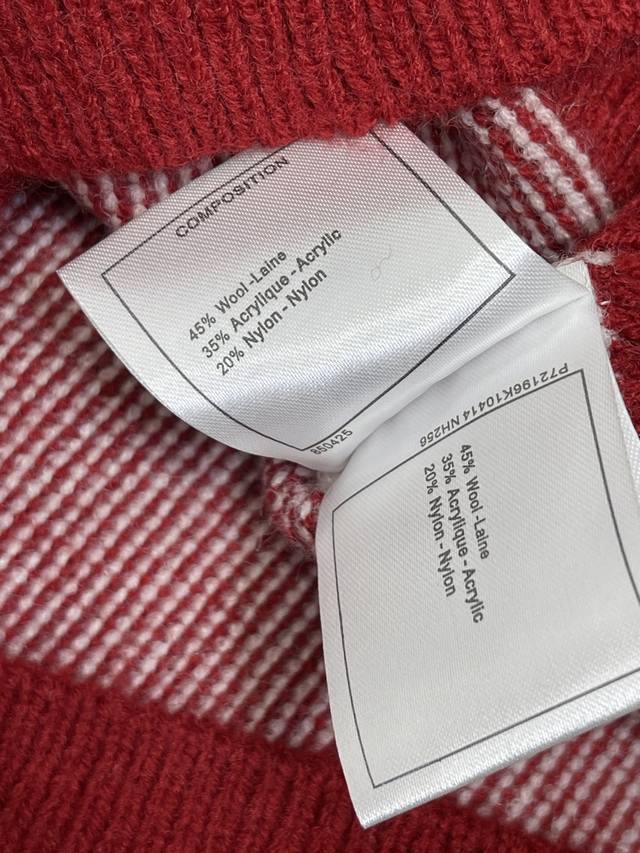 COMPOSITION
45% Wool-Laine
35% Acrylique-Acrylic
20% Nylon-Nylon
850425
P72196K10414 NH256
45% Wool-Laine
35% Acrylique-Acrylic
20% Nylon-Nylon